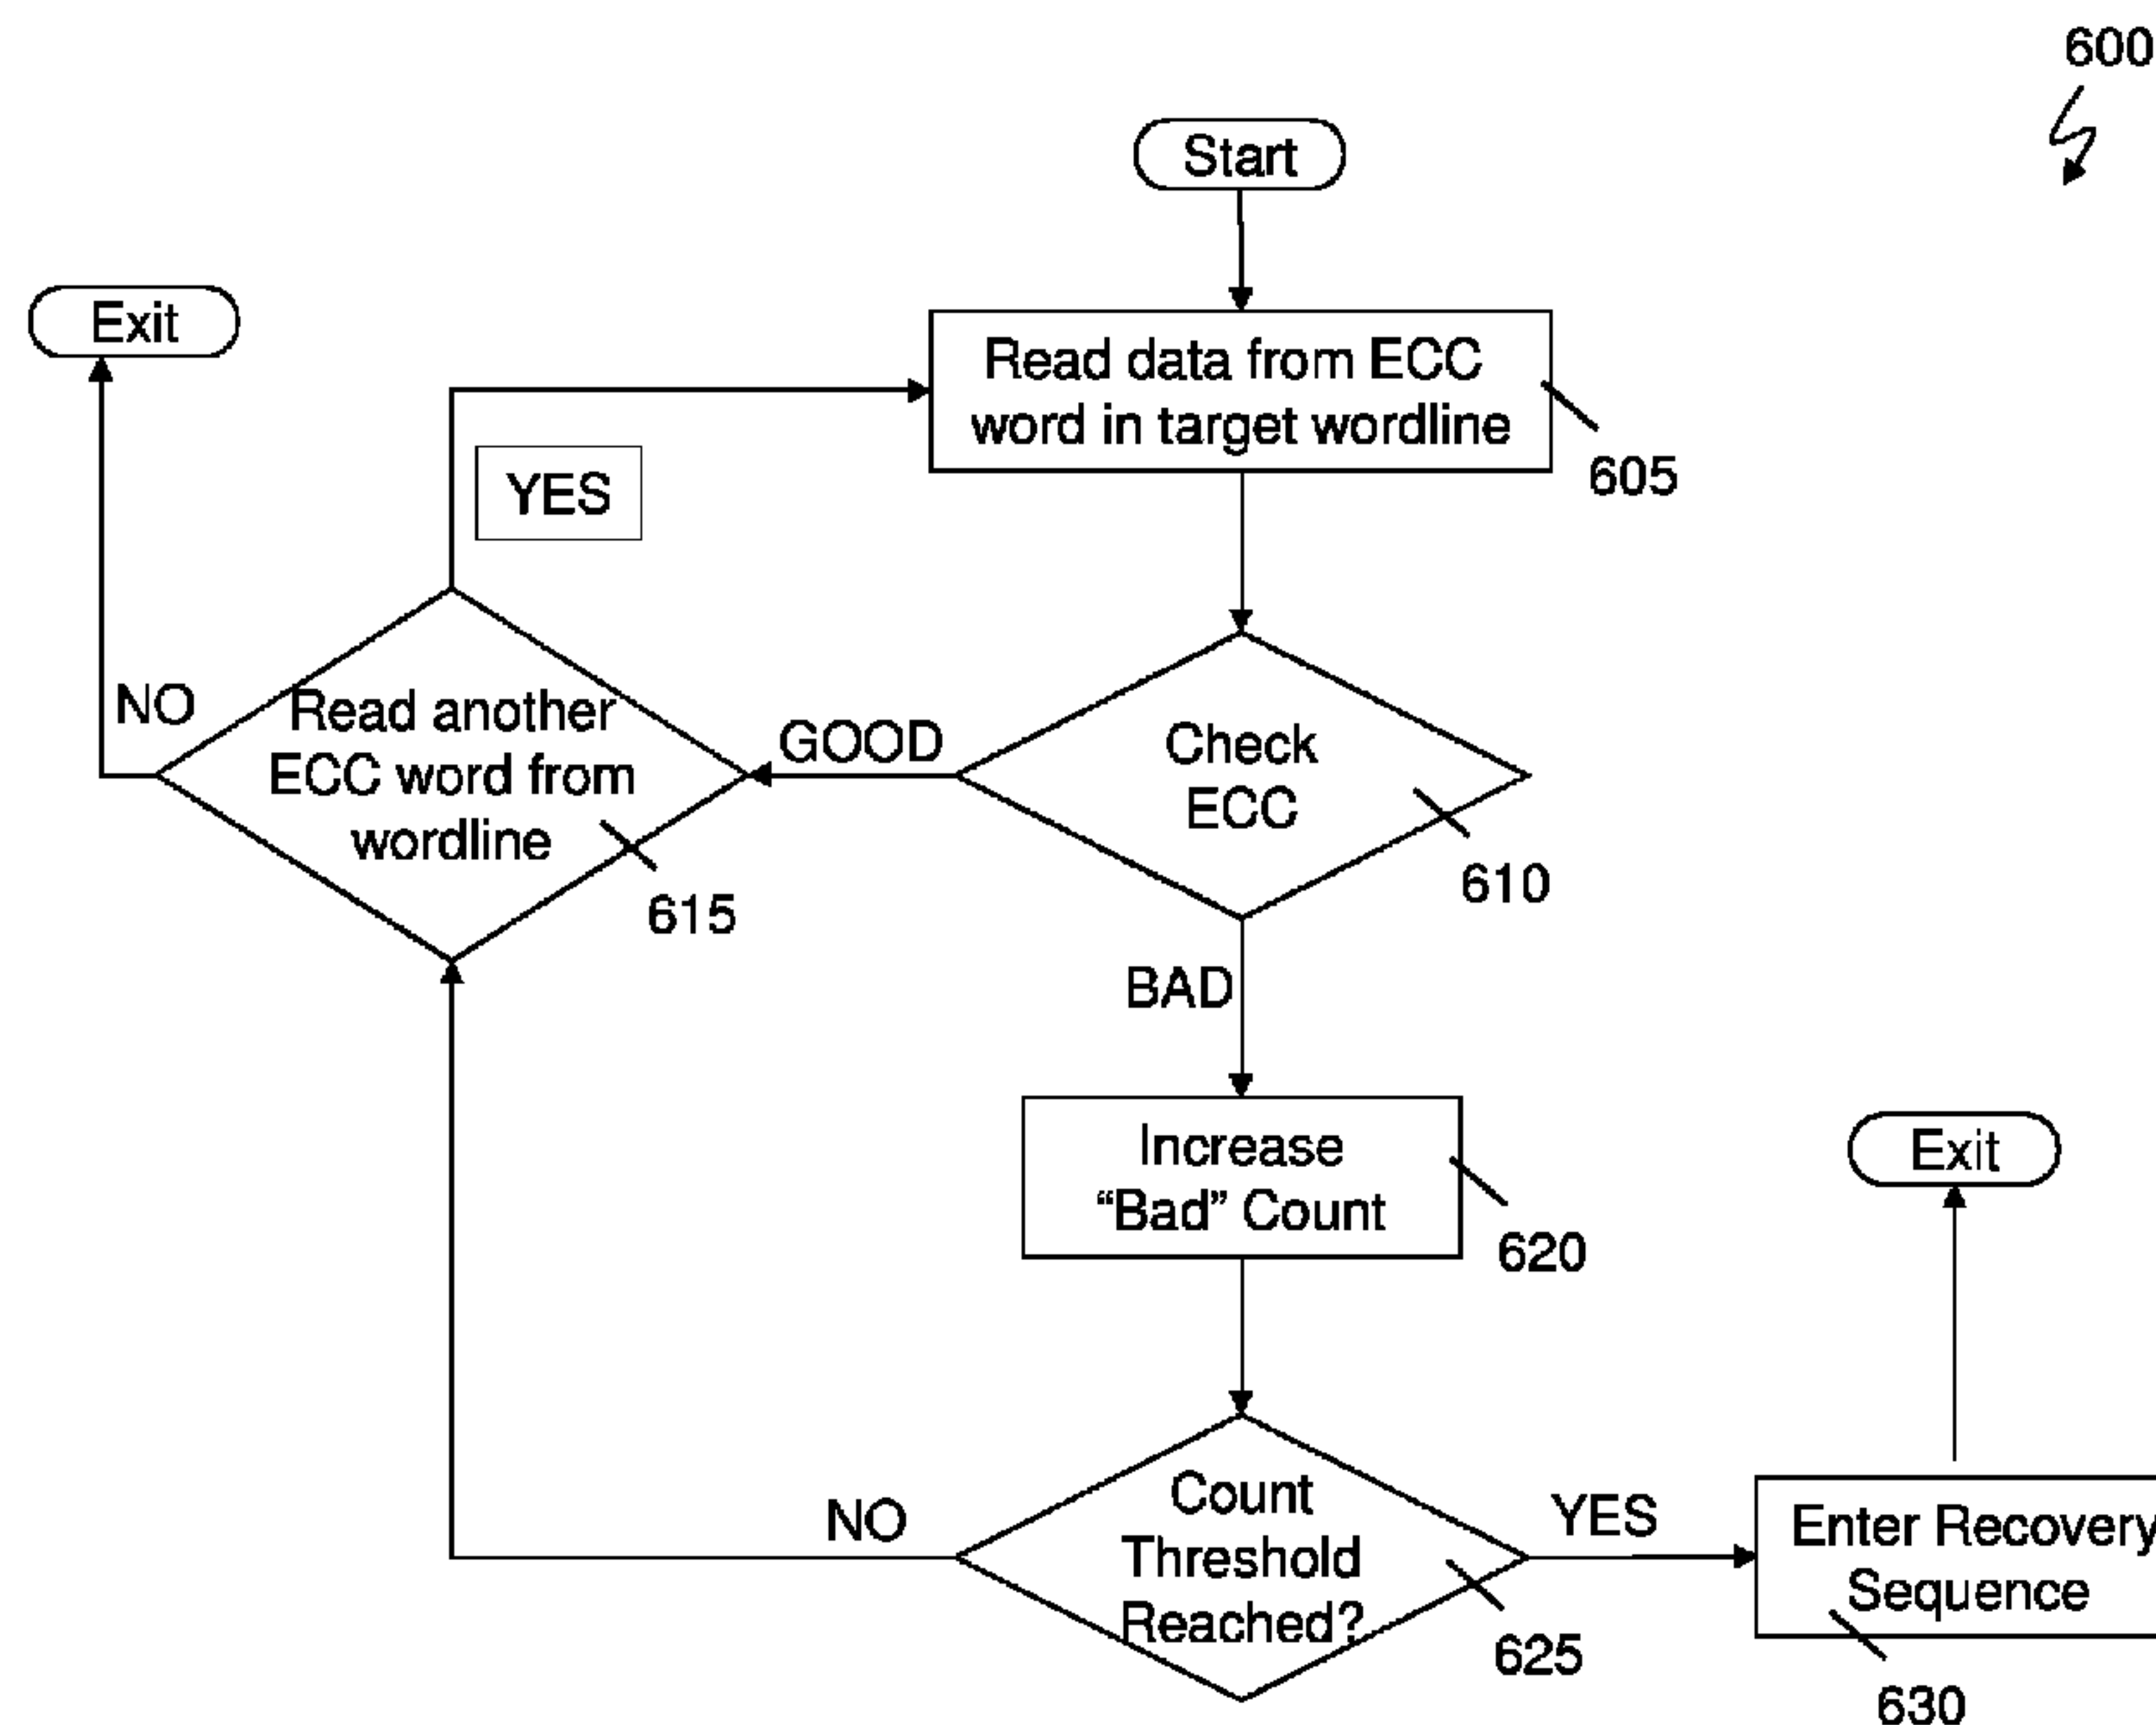 600
Start
Exit
Read data from ECC
word in target wordline
605
YES
NO
Read another
ECC word from
wordline
615
GOOD
Check
ECC
610
BAD
Increase
“Bad” Count
620
Exit
NO
Count
Threshold
Reached?
625
YES
Enter Recovery
Sequence
630